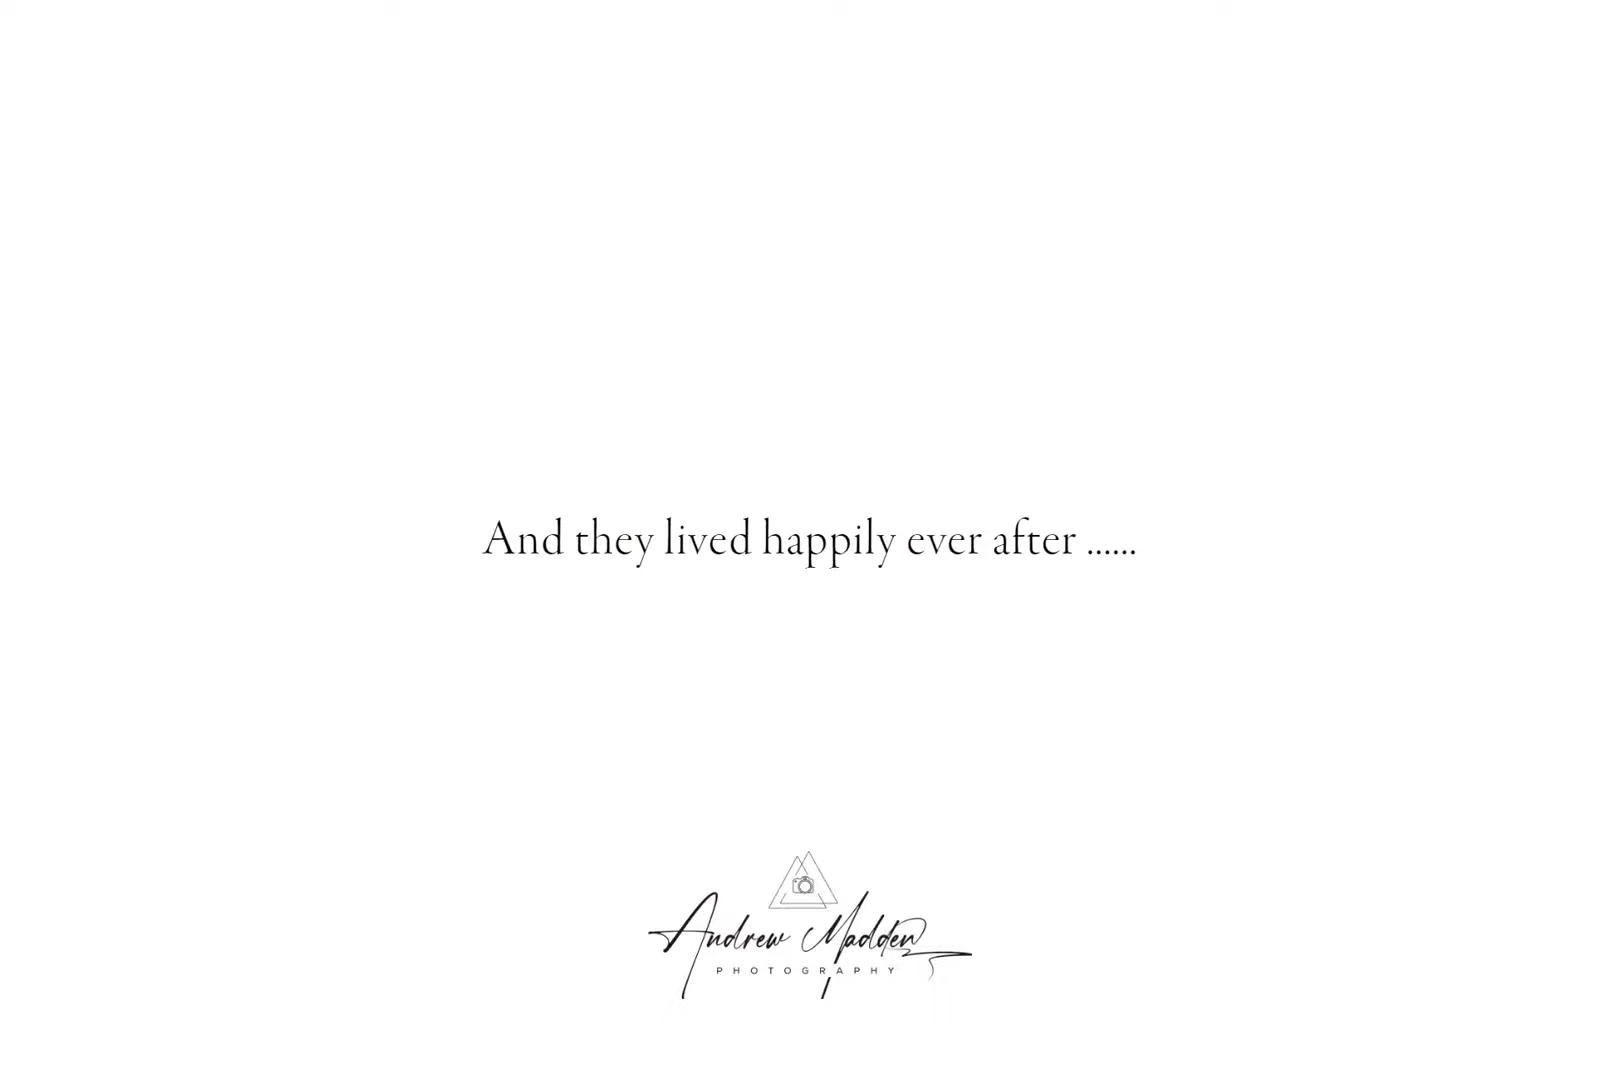 And they lived happily ever after ......
Andrew Madden
PHOTOGRAPHY